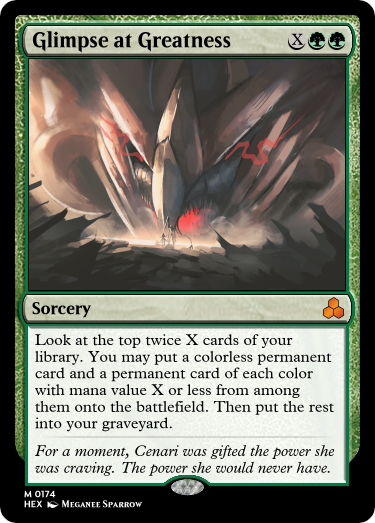 Glimpse at Greatness X
Sorcery
Look at the top twice X cards of your
library. You may put a colorless permanent
card and a permanent card of each color
with mana value X or less from among
them onto the battlefield. Then put the rest
into your graveyard.
For a moment, Cenari was gifted the power she
was craving. The power she would never have.
M 0174
HEX Meganee Sparrow